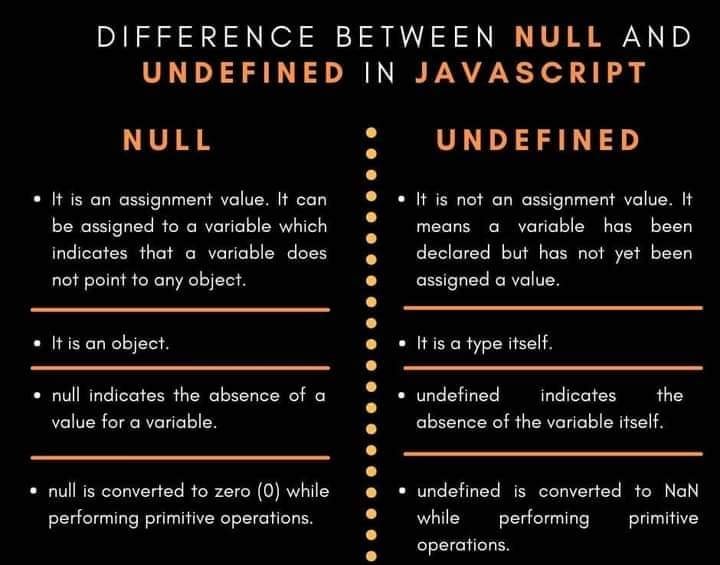 DIFFERENCE BETWEEN NULL AND
UNDEFINED IN JAVASCRIPT
NULL
• It is an assignment value. It can
be assigned to a variable which
indicates that a variable does
not point to any object.
• It is an object.
• null indicates the absence of a
value for a variable.
• null is converted to zero (0) while
performing primitive operations.
UNDEFINED
• It is not an assignment value. It
means a variable has been
declared but has not yet been
assigned a value.
• It is a type itself.
• undefined indicates the
absence of the variable itself.
• undefined is converted to NaN
while performing primitive
operations.